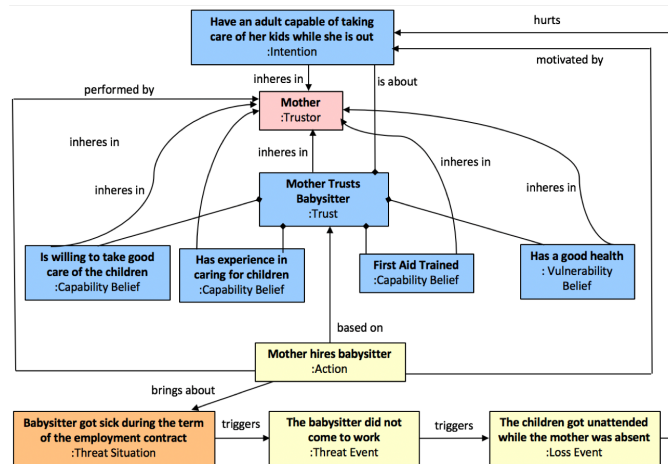 Have an adult capable of taking
care of her kids while she is out
:Intention
hurts
motivated by
inheres in
is about
performed by
Mother
:Trustor
inheres in
inheres in
inheres in
inheres in
inheres in
Mother Trusts
Babysitter
:Trust
Is willing to take good
care of the children
:Capability Belief
Has experience in
caring for children
:Capability Belief
First Aid Trained
:Capability Belief
Has a good health
: Vulnerability
Belief
based on
Mother hires babysitter
:Action
brings about
Babysitter got sick during the term
of the employment contract
:Threat Situation
triggers
The babysitter did not
come to work
:Threat Event
triggers
The children got unattended
while the mother was absent
:Loss Event